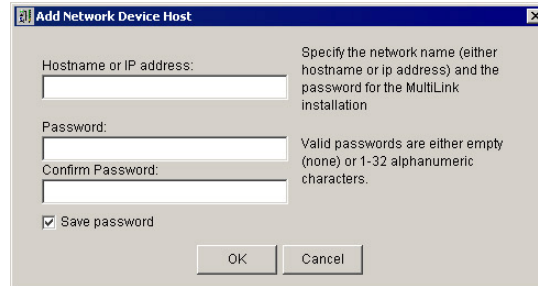 Add Network Device Host
Hostname or IP address:
Specify the network name (either
hostname or ip address) and the
password for the MultiLink
installation
Password:
Valid passwords are either empty
(none) or 1-32 alphanumeric
characters.
Confirm Password:
Save password
OK
Cancel